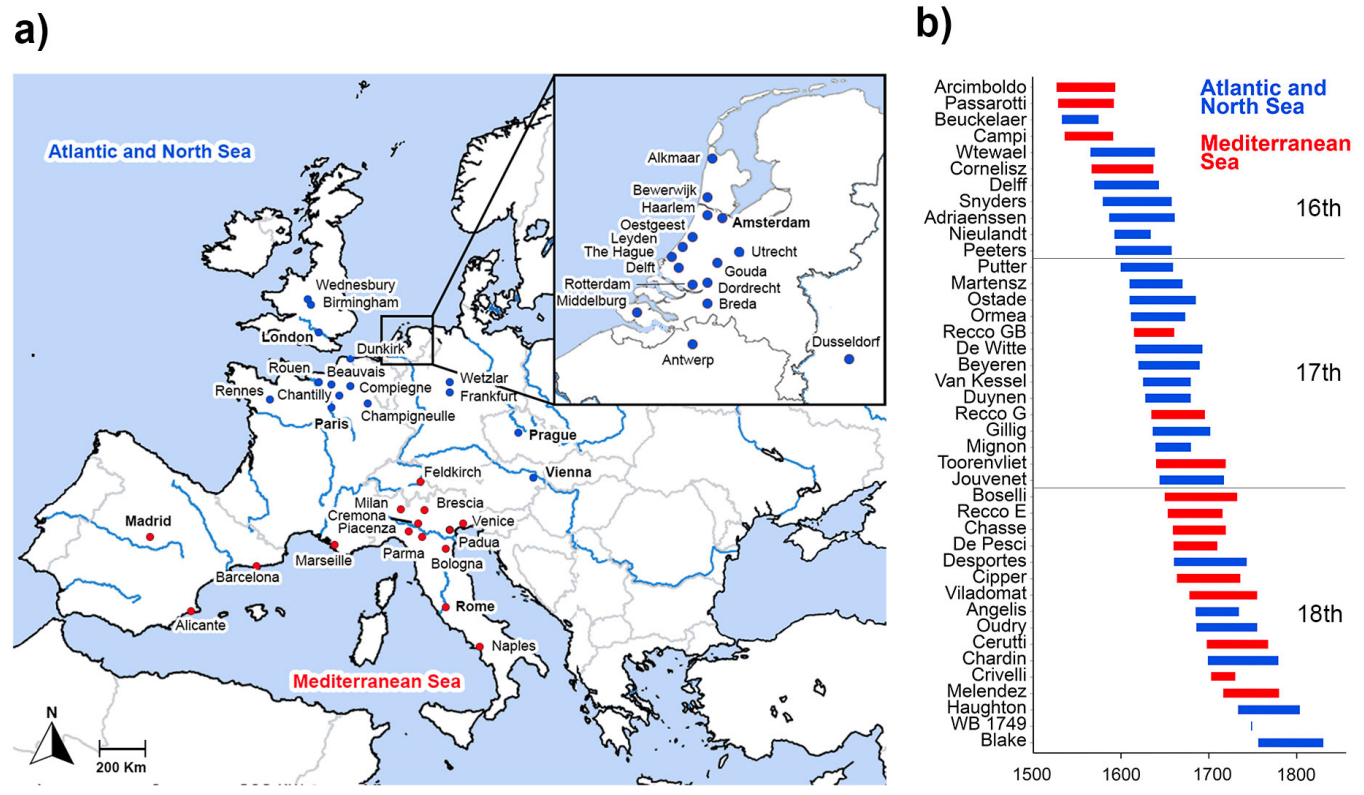 a)
Atlantic and North Sea
Wednesbury
Birmingham
London
Dunkirk
Rouen
Beauvais
Rennes
Chantilly
Compiegne
Champigneulle
Paris
Wetzlar
Frankfurt
Prague
Vienna
Feldkirch
Milan
Brescia
Cremona
Venice
Piacenza
Padua
Parma
Bologna
Madrid
Marseille
Barcelona
Alicante
Rome
Naples
Mediterranean Sea
N
200 Km
Alkmaar
Bewerwijk
Haarlem
Amsterdam
Oestgeest
Leyden
The Hague
Utrecht
Delft
Gouda
Rotterdam
Dordrecht
Middelburg
Breda
Antwerp
Dusseldorf
b)
Atlantic and
North Sea
Mediterranean
Sea
Arcimboldo
Passarotti
Beuckelaer
Campi
Wtewael
Cornelisz
Delff
Snyders
Adriaenssen
Nieulandt
Peeters
16th
Putter
Martensz
Ostade
Ormea
Recco GB
De Witte
Beyeren
Van Kessel
Duynen
Recco G
Gillig
Mignon
Toorenvliet
Jouvenet
17th
Boselli
Recco E
Chasse
De Pesci
Desportes
Cipper
Viladomat
Angelis
Oudry
Cerutti
Chardin
Crivelli
Melendez
Haughton
WB 1749
Blake
18th
1500 1600 1700 1800